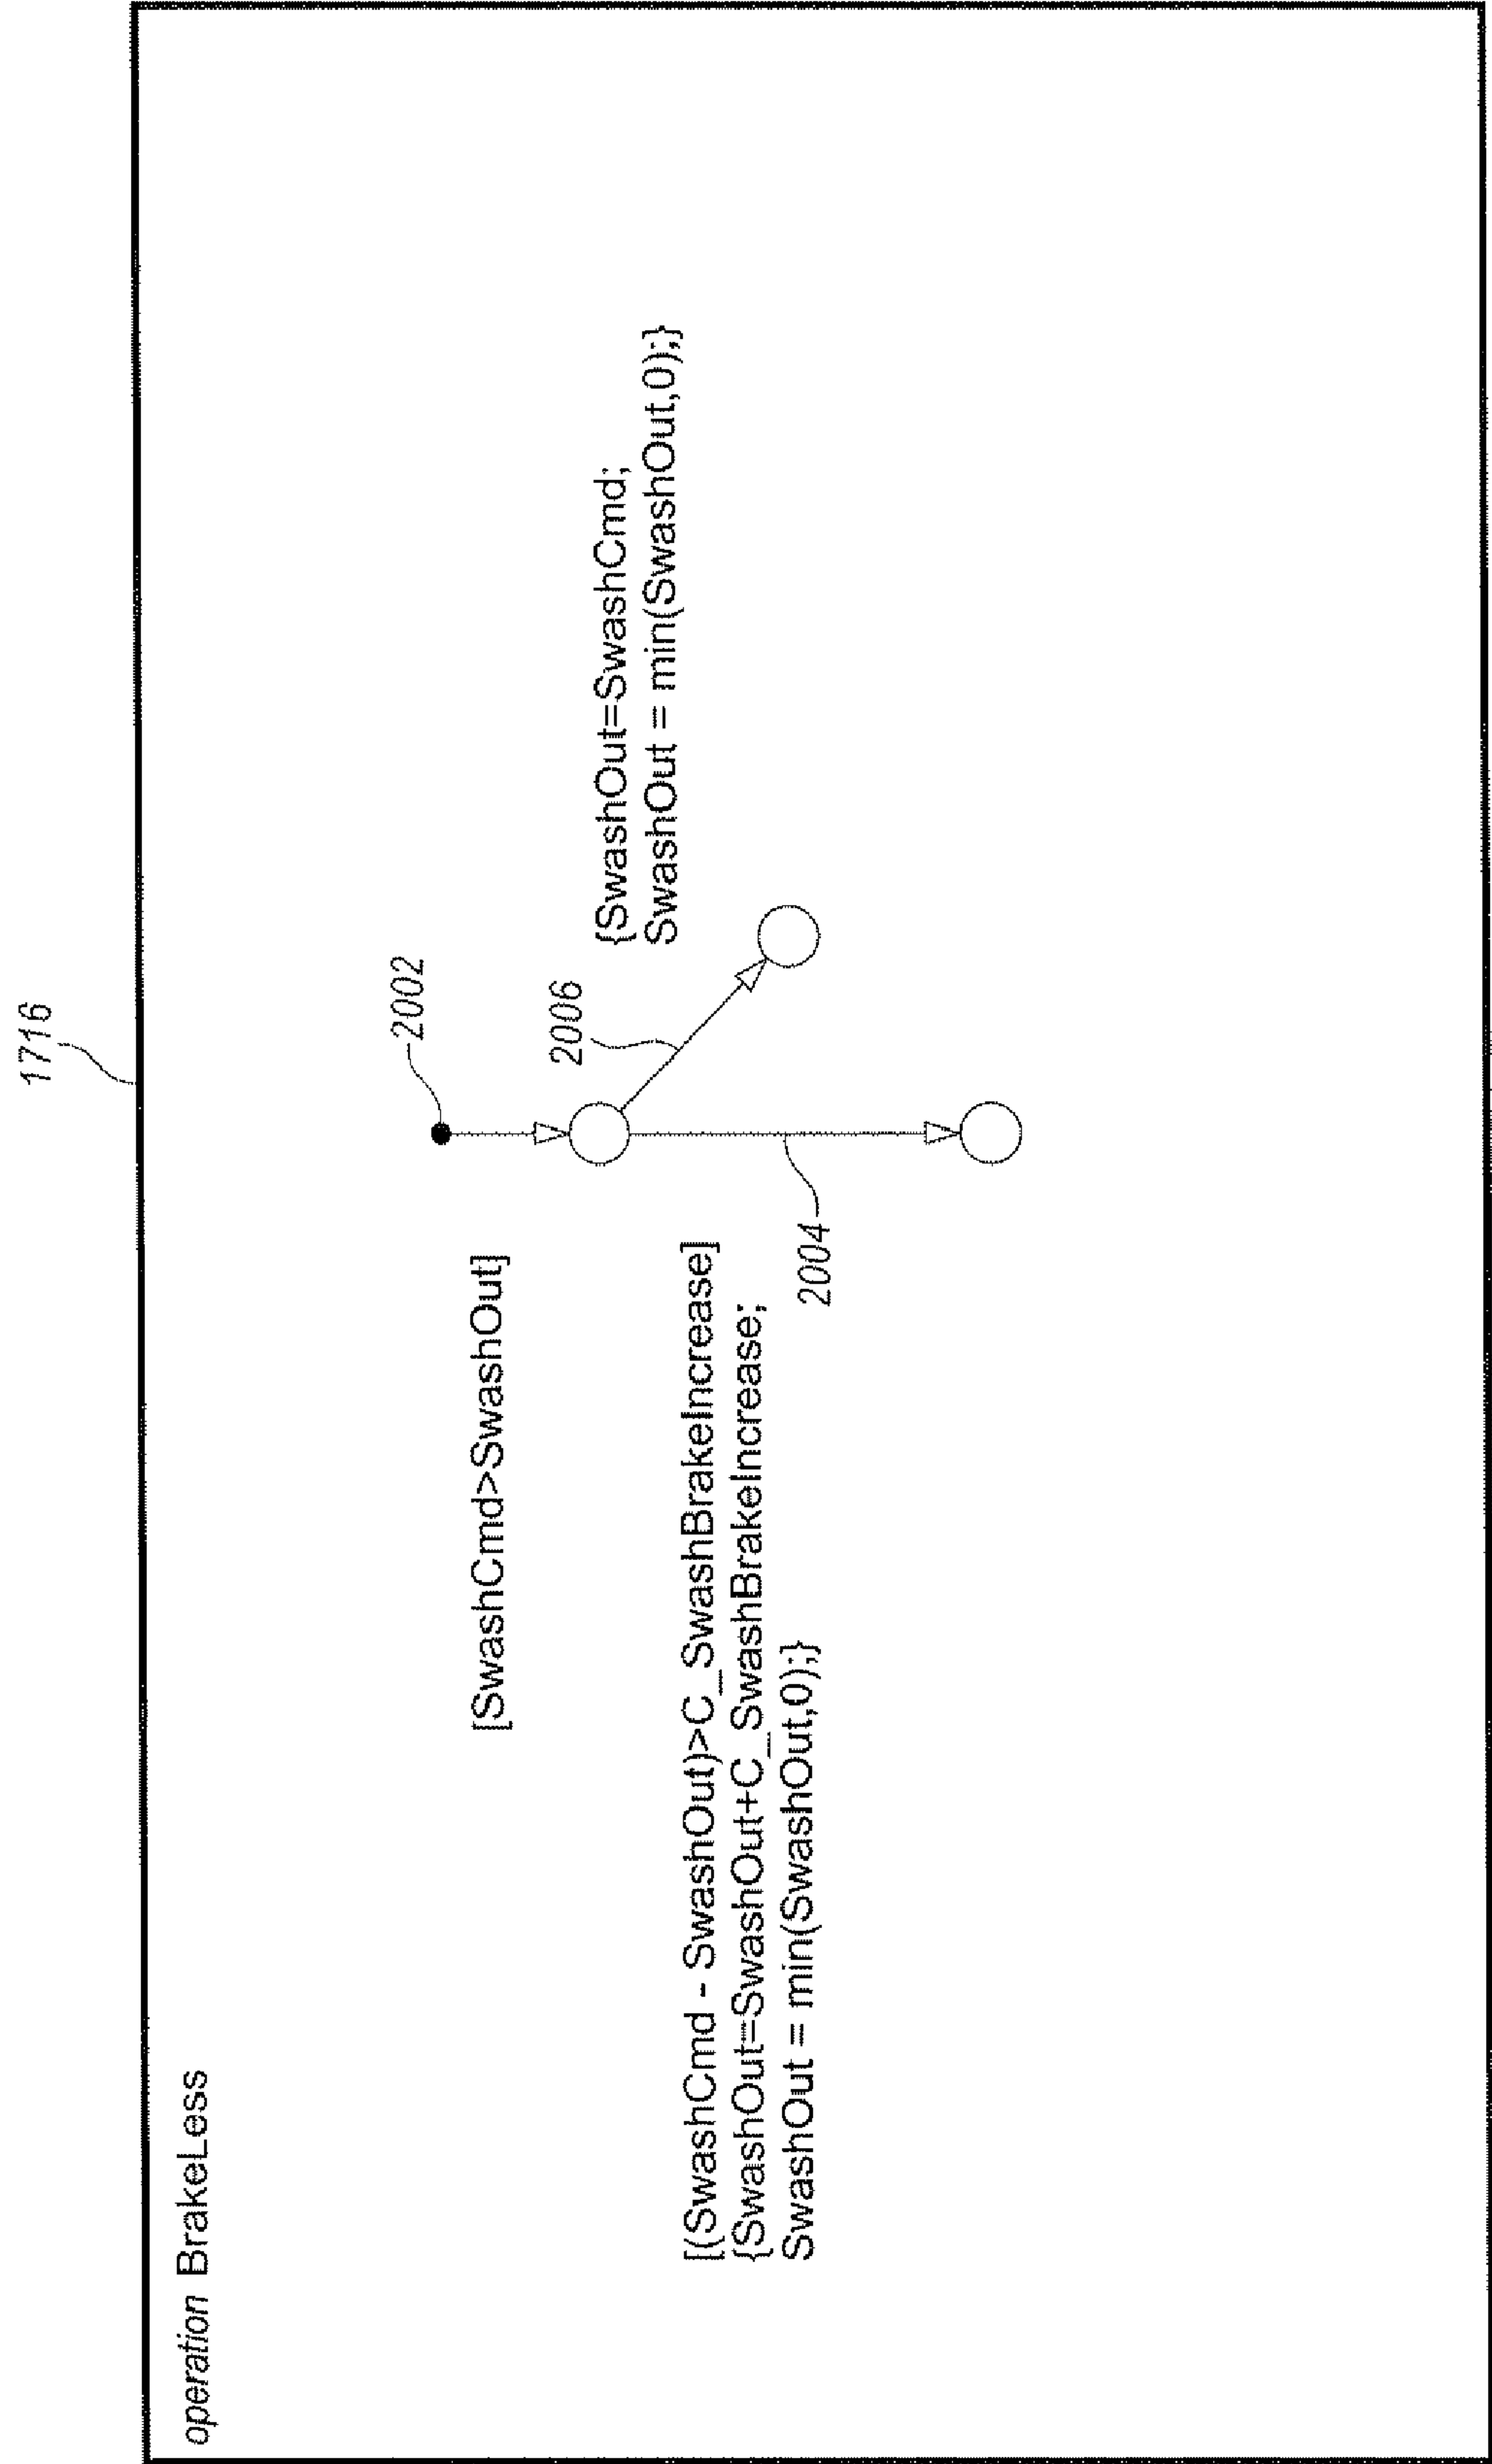 1716
operation BrakeLess
2002
[SwashCmd>SwashOut]
2006
{SwashOut=SwashCmd;
SwashOut = min(SwashOut,0);}
[(SwashCmd - SwashOut)>C_SwashBrakeIncrease]
{SwashOut=SwashOut+C_SwashBrakeIncrease;
SwashOut = min(SwashOut,0);}
2004